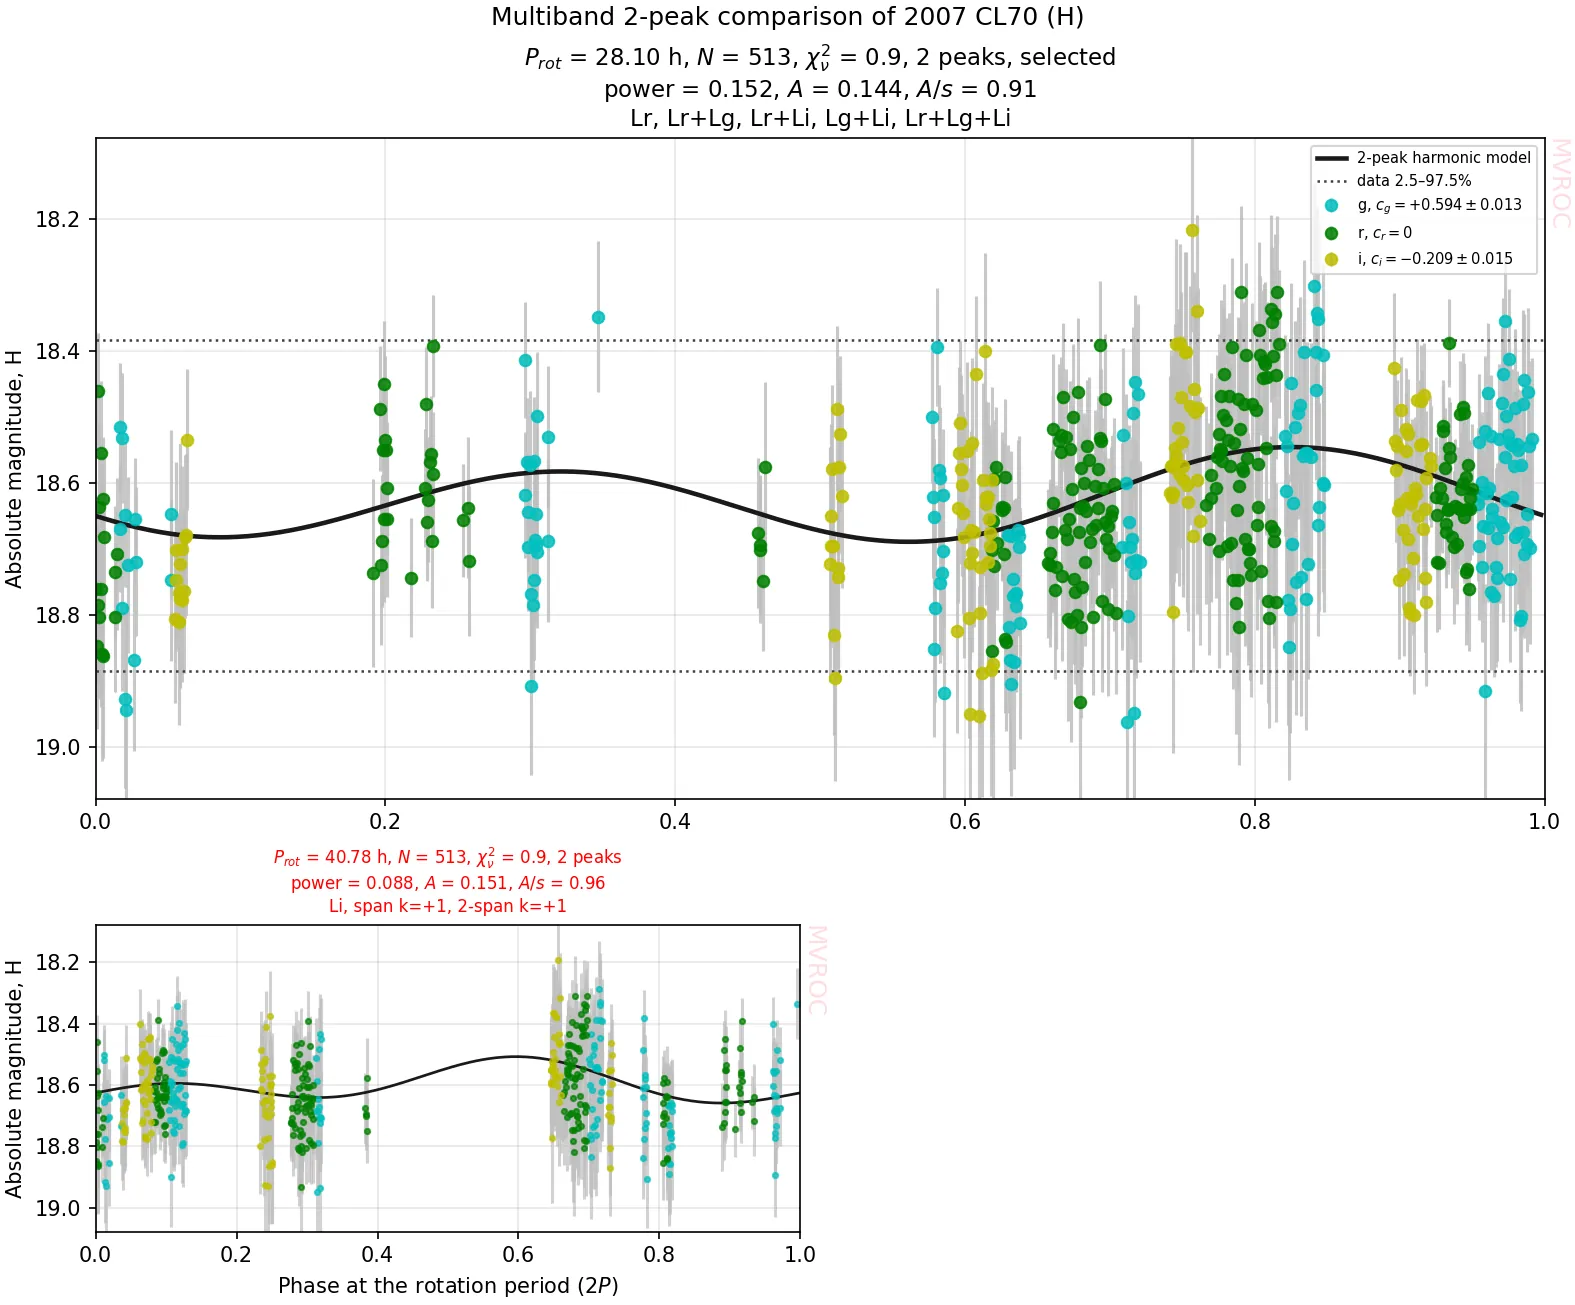 Multiband 2-peak comparison of 2007 CL70 (H)
P_rot = 28.10 h, N = 513, χ²_ν = 0.9, 2 peaks, selected
power = 0.152, A = 0.144, A/s = 0.91
Lr, Lr+Lg, Lr+Li, Lg+Li, Lr+Lg+Li
2-peak harmonic model
data 2.5–97.5%
g, c_g = +0.594 ± 0.013
r, c_r = 0
i, c_i = −0.209 ± 0.015
MVROC
Absolute magnitude, H
18.2
18.4
18.6
18.8
19.0
0.0 0.2 0.4 0.6 0.8 1.0
P_rot = 40.78 h, N = 513, χ²_ν = 0.9, 2 peaks
power = 0.088, A = 0.151, A/s = 0.96
Li, span k=+1, 2-span k=+1
MVROC
Absolute magnitude, H
18.2
18.4
18.6
18.8
19.0
0.0 0.2 0.4 0.6 0.8 1.0
Phase at the rotation period (2P)